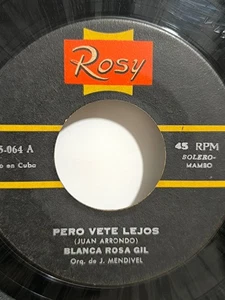 Rosy
5-064 A
o en Cuba
45 RPM
BOLERO-
MAMBO
PERO VETE LEJOS
(JUAN ARRONDO)
BLANCA ROSA GIL
Orq. de J. MENDIVEL